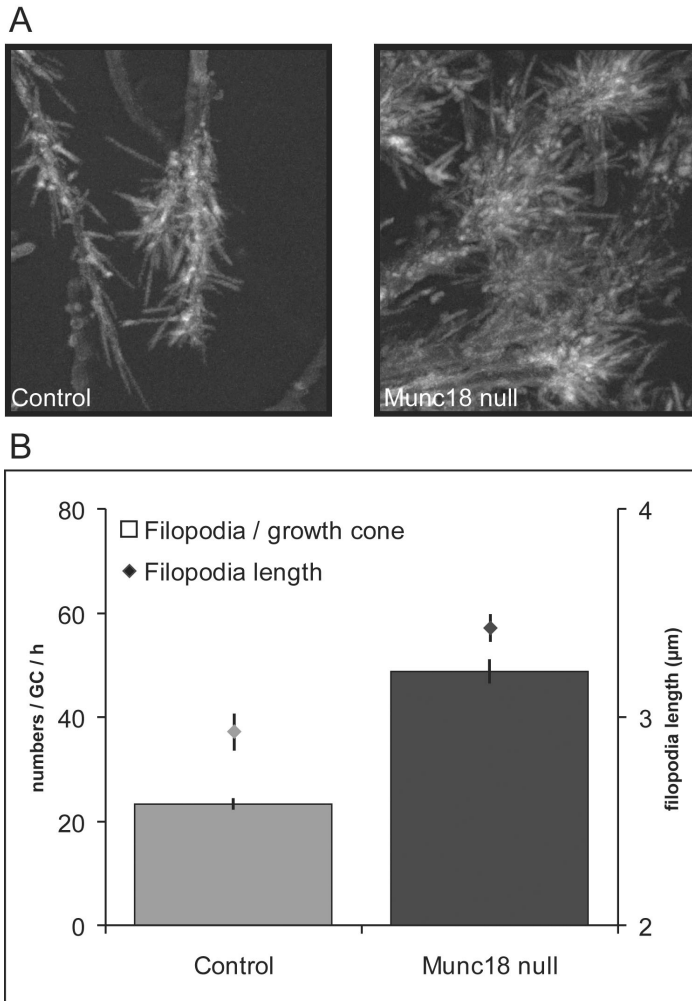 A
Control
Munc18 null
B
80
60
40
20
0
numbers / GC / h
Filopodia / growth cone
Filopodia length
4
3
2
filopodia length (µm)
Control
Munc18 null